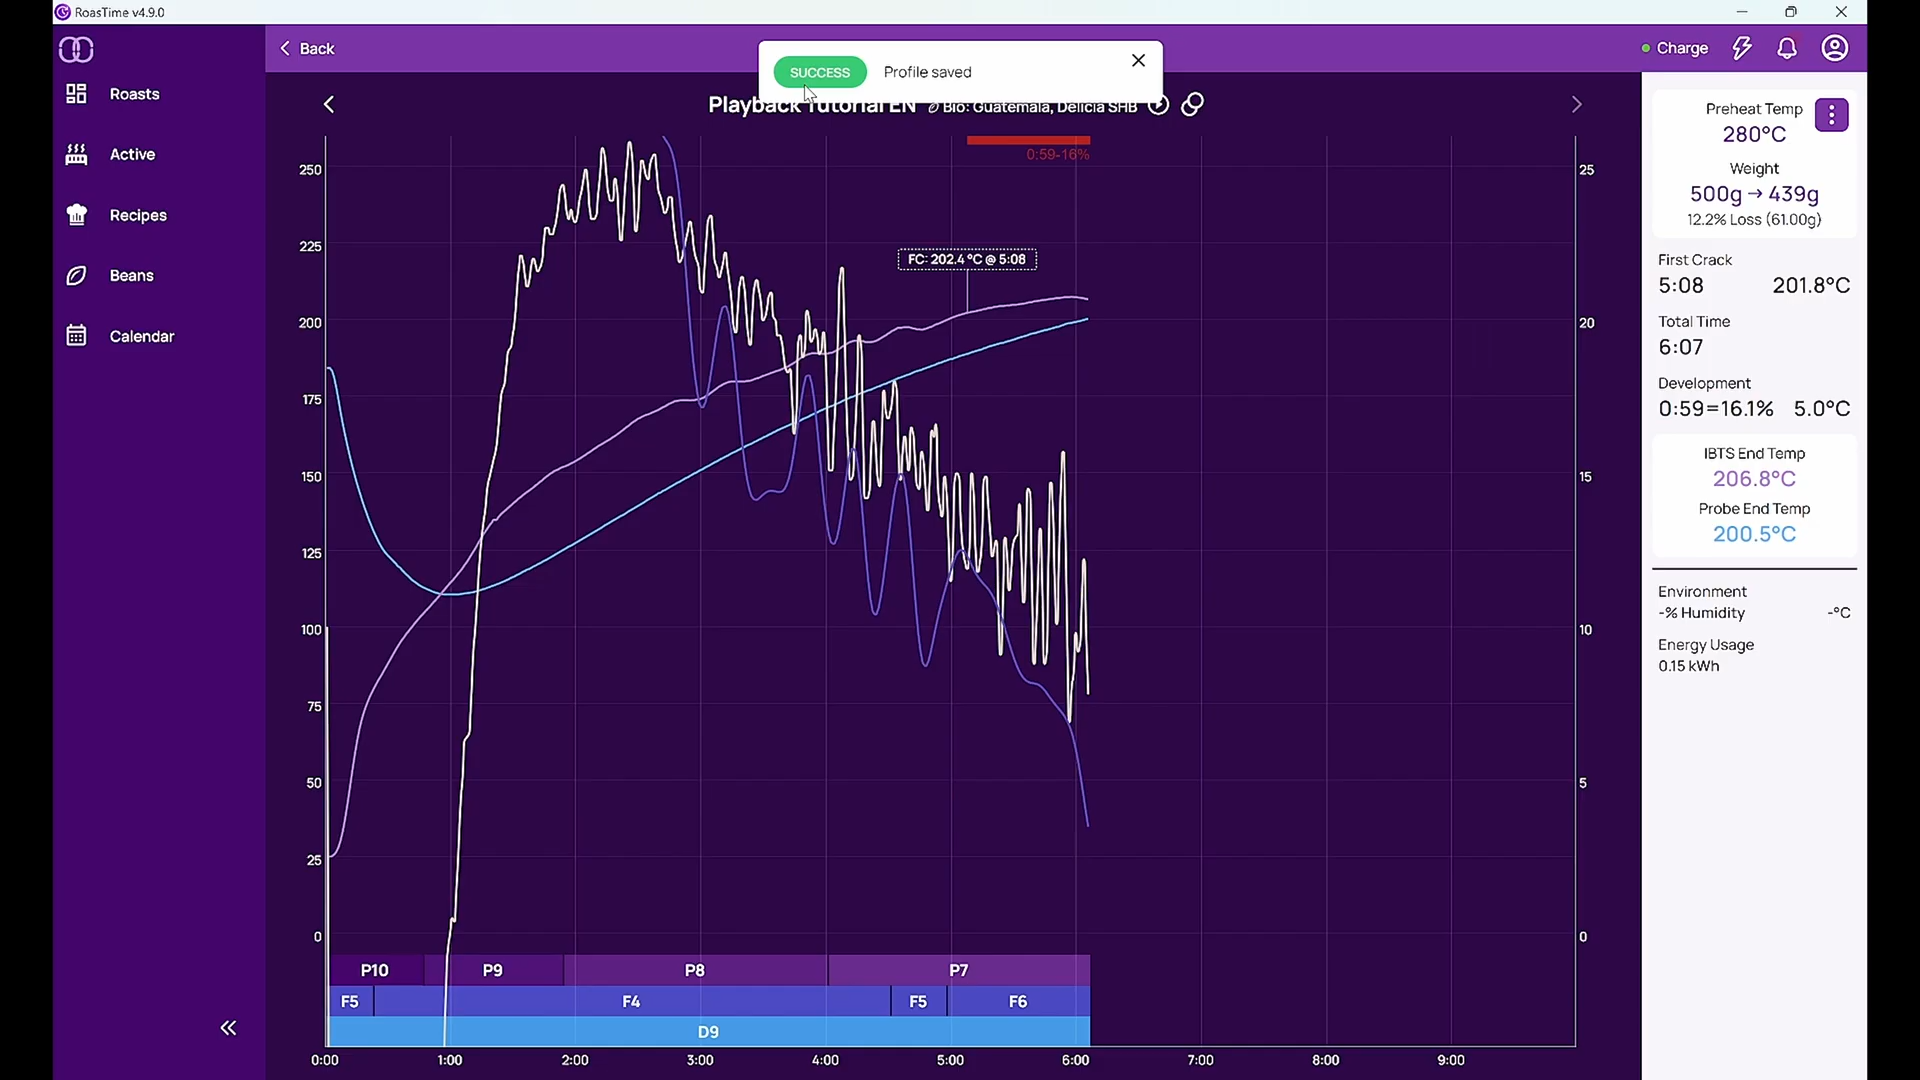 RoasTime v4.9.0
Back
SUCCESS Profile saved
Charge
Roasts
Active
Recipes
Beans
Calendar
Playback Tutorial EN Bio: Guatemala, Delicia SHB
0:59-16%
FC: 202.4 °C @ 5:08
250
225
200
175
150
125
100
75
50
25
0
25
20
15
10
5
0
P10 P9 P8 P7
F5 F4 F5 F6
D9
0:00 1:00 2:00 3:00 4:00 5:00 6:00 7:00 8:00 9:00
Preheat Temp
280°C
Weight
500g → 439g
12.2% Loss (61.00g)
First Crack
5:08 201.8°C
Total Time
6:07
Development
0:59=16.1% 5.0°C
IBTS End Temp
206.8°C
Probe End Temp
200.5°C
Environment
-% Humidity -°C
Energy Usage
0.15 kWh